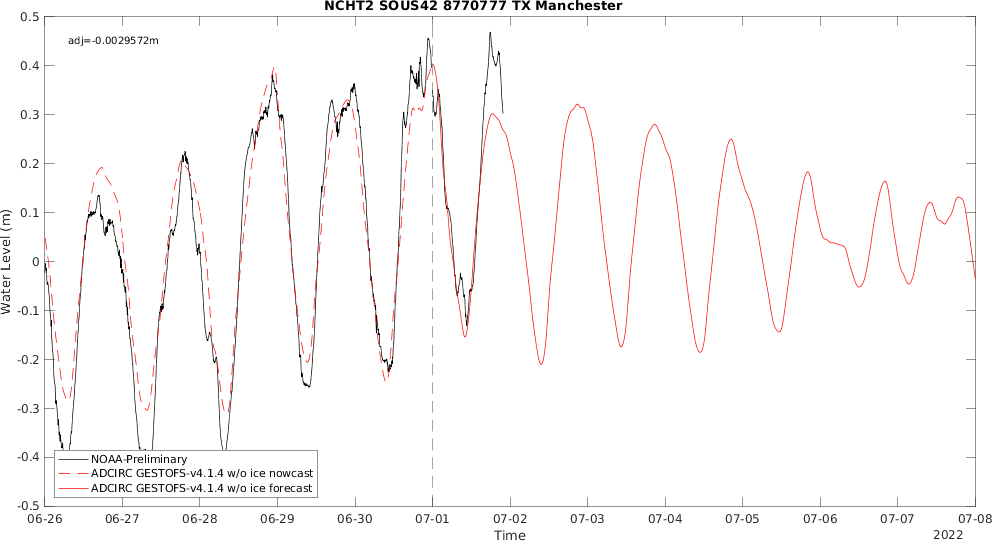 NCHT2 SOUS42 8770777 TX Manchester
adj=-0.0029572m
0.5
0.4
0.3
0.2
0.1
0
-0.1
-0.2
-0.3
-0.4
-0.5
Water Level (m)
NOAA-Preliminary
ADCIRC GESTOFS-v4.1.4 w/o ice nowcast
ADCIRC GESTOFS-v4.1.4 w/o ice forecast
06-26 06-27 06-28 06-29 06-30 07-01 07-02 07-03 07-04 07-05 07-06 07-07 07-08
Time
2022